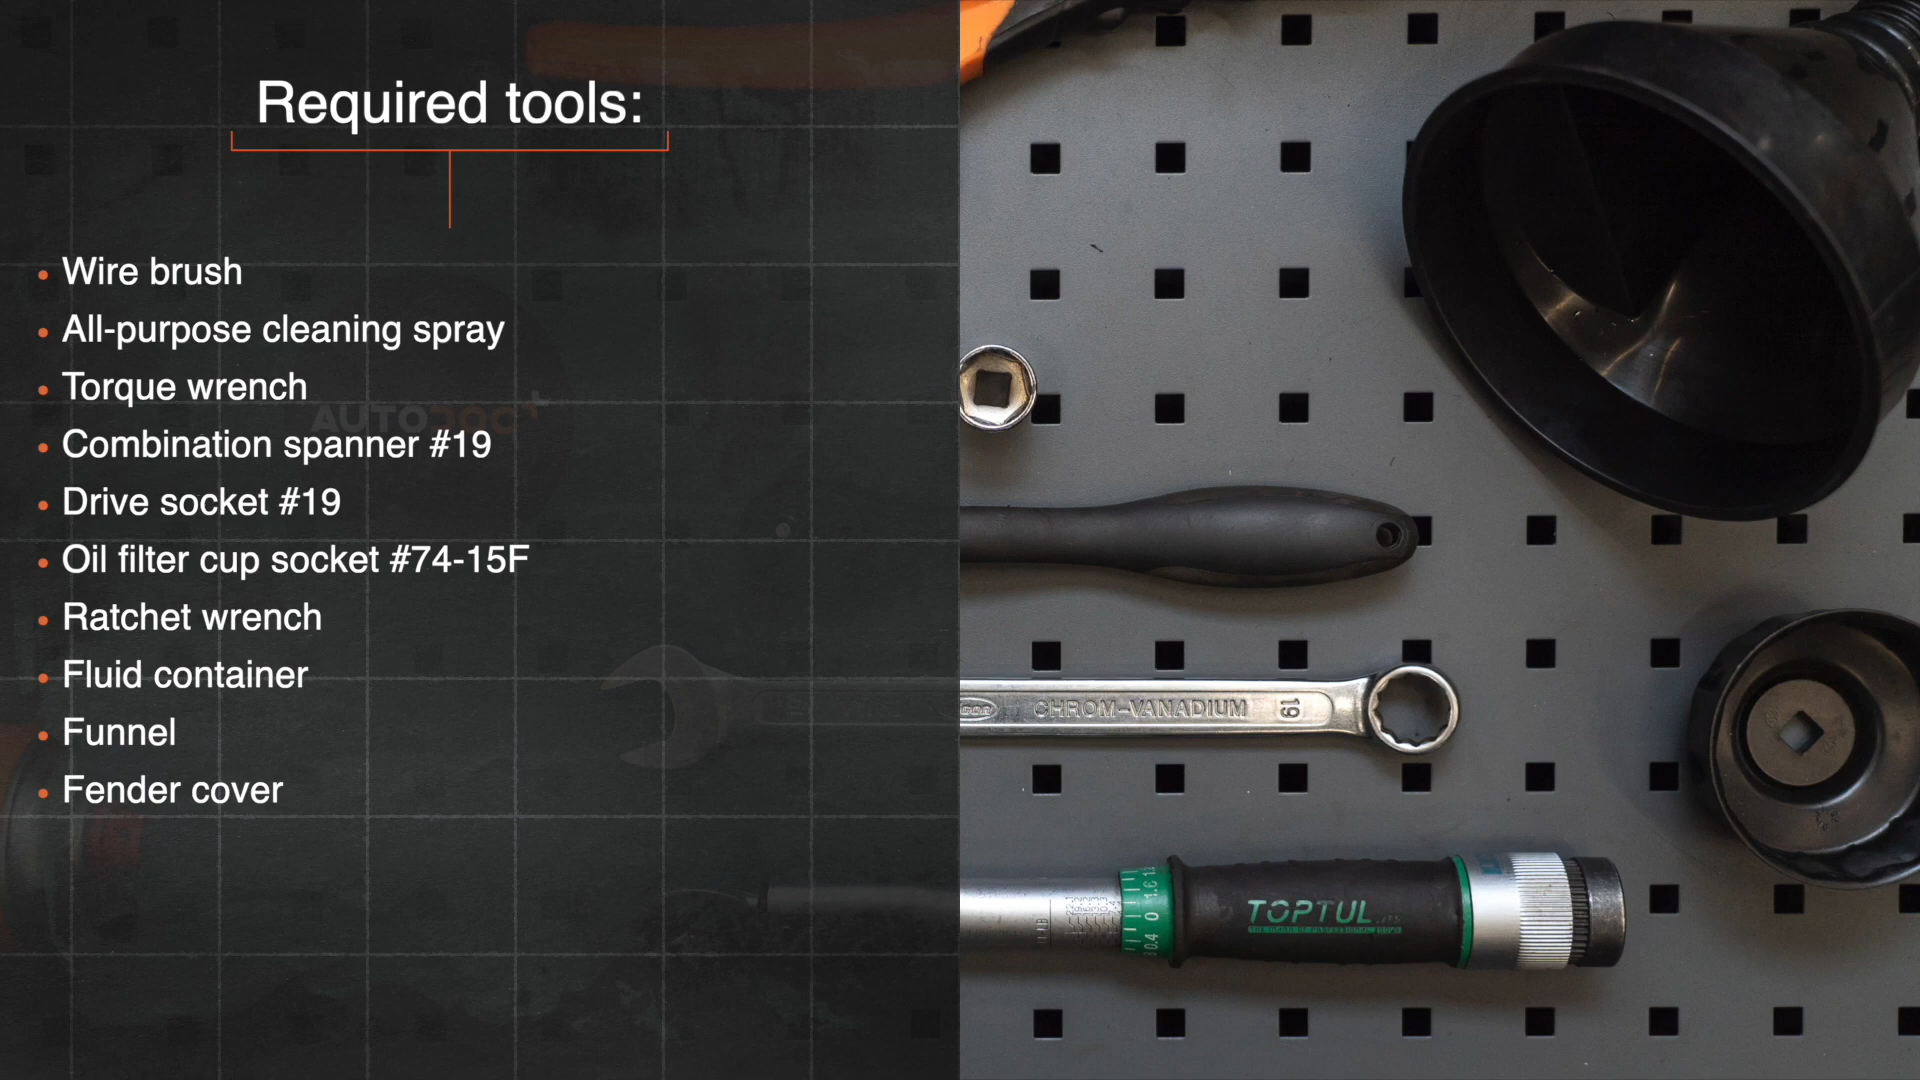 Required tools:
Wire brush
All-purpose cleaning spray
Torque wrench
AUTODOC
Combination spanner #19
Drive socket #19
Oil filter cup socket #74-15F
Ratchet wrench
Fluid container
Funnel
Fender cover
CHROM-VANADIUM 19
TOPTUL